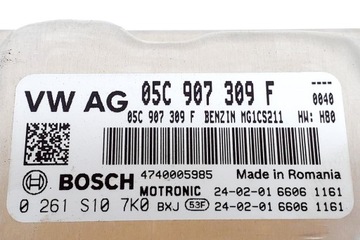 VW AG 05C 907 309 F ---- 0040
05C 907 309 F BENZIN MG1CS211 HW: H80
BOSCH 4740005985 Made in Romania
MOTRONIC 24-02-01 6606 1161
0 261 S10 7K0 BXJ 53F 24-02-01 6606 1161